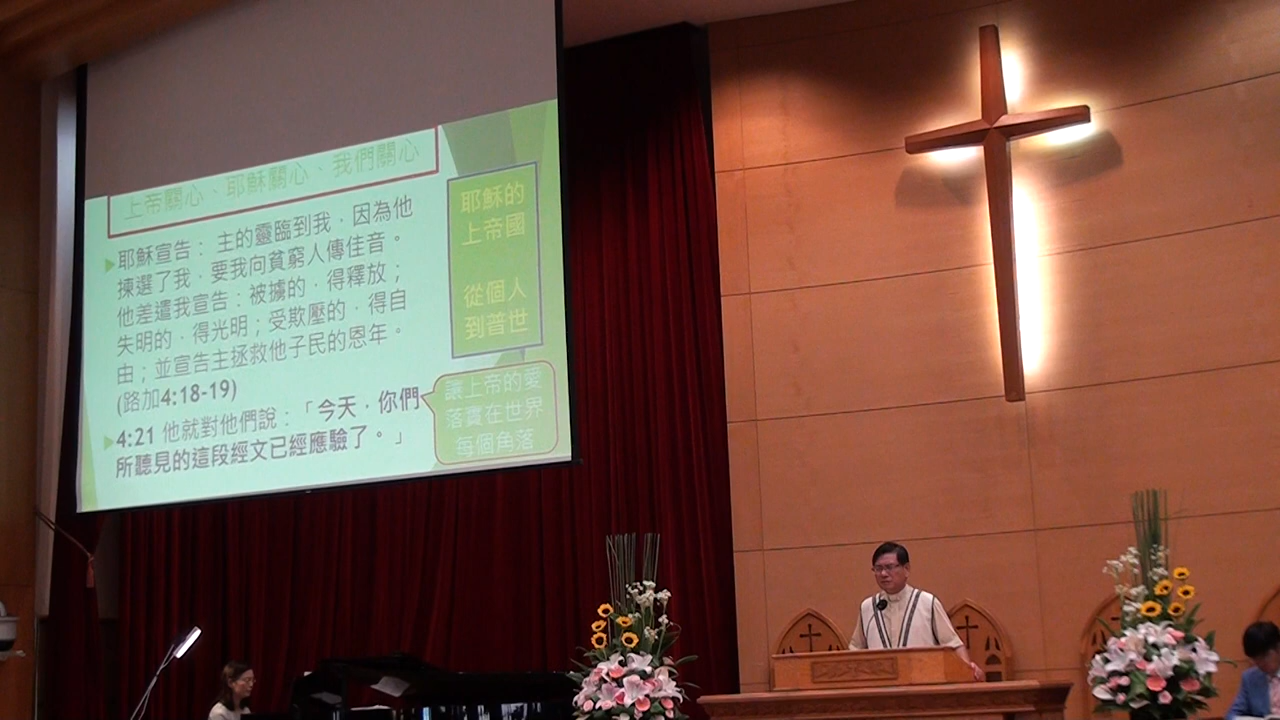 上帝關心、耶穌關心、我們關心
耶穌宣告：主的靈臨到我，因為他
揀選了我，要我向貧窮人傳佳音。
他差遣我宣告：被擄的，得釋放；
失明的，得光明；受欺壓的，得自
由；並宣告主拯救他子民的恩年。
(路加4:18-19)
4:21 他就對他們說：「今天，你們
所聽見的這段經文已經應驗了。」
耶穌的
上帝國
從個人
到普世
讓上帝的愛
落實在世界
每個角落